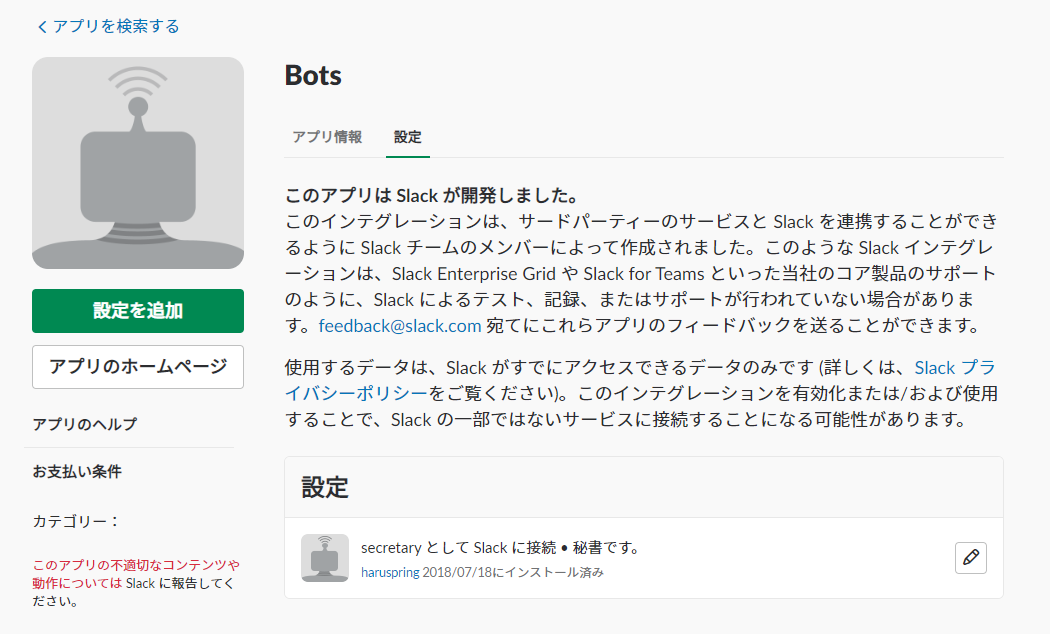 アプリを検索する
Bots
アプリ情報
設定
このアプリは Slack が開発しました。
このインテグレーションは、サードパーティーのサービスと Slack を連携することができ
るように Slack チームのメンバーによって作成されました。このような Slack インテグレ
ーションは、Slack Enterprise Grid や Slack for Teams といった当社のコア製品のサポート
のように、Slack によるテスト、記録、またはサポートが行われていない場合がありま
す。feedback@slack.com 宛てにこれらアプリのフィードバックを送ることができます。
使用するデータは、Slack がすでにアクセスできるデータのみです (詳しくは、Slack プラ
イバシーポリシーをご覧ください)。このインテグレーションを有効化または/および使用
することで、Slack の一部ではないサービスに接続することになる可能性があります。
設定
secretary として Slack に接続 • 秘書です。
haruspring 2018/07/18にインストール済み
設定を追加
アプリのホームページ
アプリのヘルプ
お支払い条件
カテゴリー：
このアプリの不適切なコンテンツや
動作については Slack に報告してく
ださい。